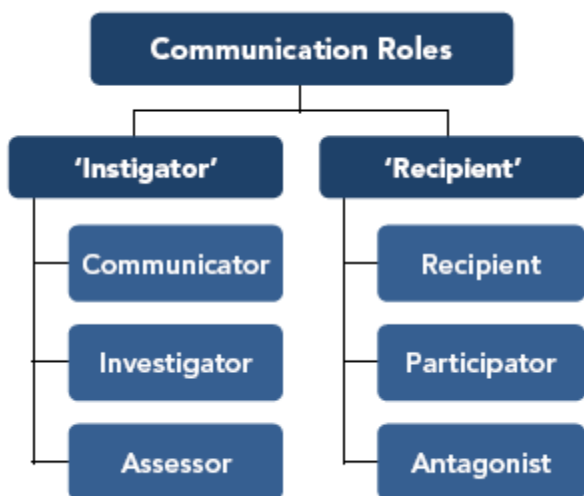 Communication Roles
‘Instigator’
Communicator
Investigator
Assessor
‘Recipient’
Recipient
Participator
Antagonist